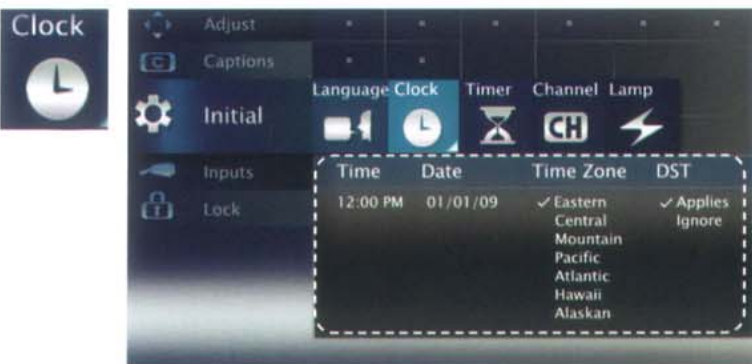 Clock
Adjust
Captions
C
Initial
Language Clock Timer Channel Lamp
CH
Inputs
Lock
Time Date Time Zone DST
12:00 PM 01/01/09 ✓ Eastern ✓ Applies
Central Ignore
Mountain
Pacific
Atlantic
Hawaii
Alaskan